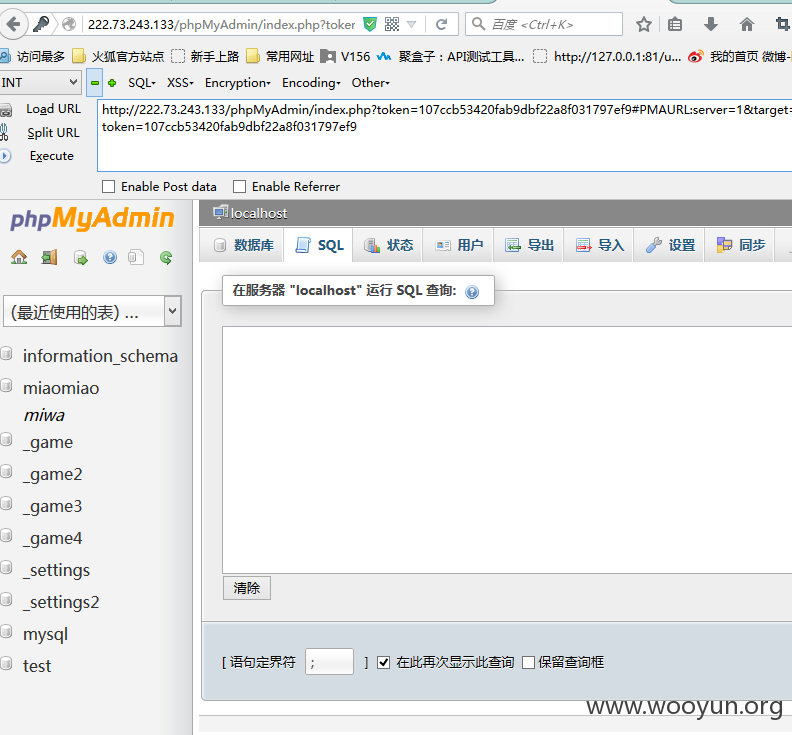 222.73.243.133/phpMyAdmin/index.php?token
百度 <Ctrl+K>
访问最多 火狐官方站点 新手上路 常用网址 V156 聚盒子：API测试工具... http://127.0.0.1:81/u... 我的首页 微博-
INT SQL XSS Encryption Encoding Other
Load URL
Split URL
Execute
http://222.73.243.133/phpMyAdmin/index.php?token=107ccb53420fab9dbf22a8f031797ef9#PMAURL:server=1&target=
token=107ccb53420fab9dbf22a8f031797ef9
Enable Post data Enable Referrer
phpMyAdmin
localhost
数据库 SQL 状态 用户 导出 导入 设置 同步
(最近使用的表) ...
information_schema
miaomiao
miwa
_game
_game2
_game3
_game4
_settings
_settings2
mysql
test
在服务器 "localhost" 运行 SQL 查询:
清除
[ 语句定界符 ; ] 在此再次显示此查询 保留查询框
www.wooyun.org